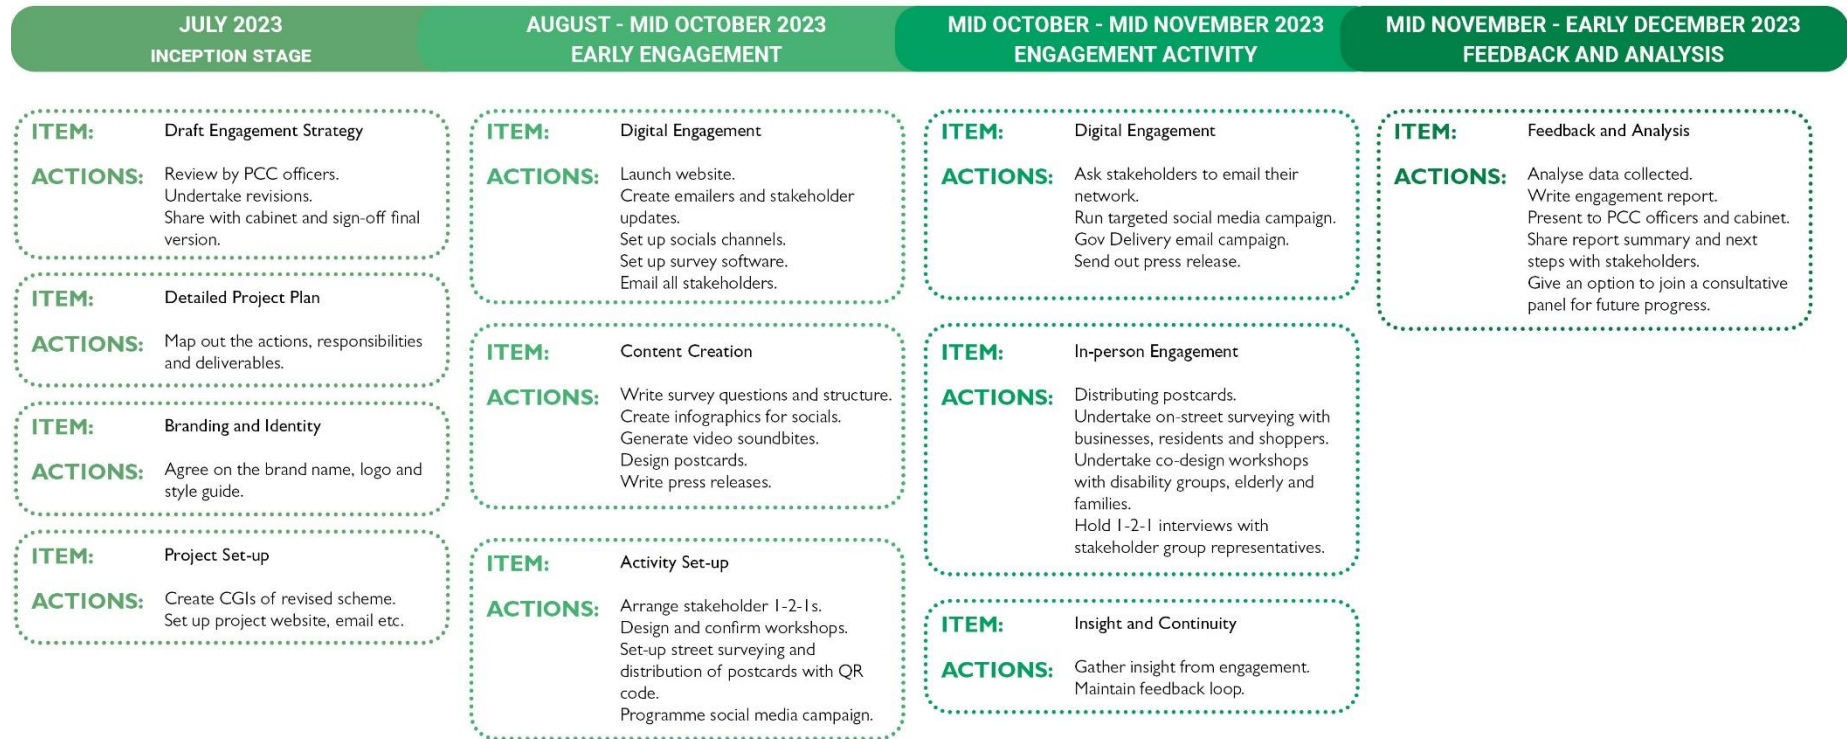 JULY 2023
INCEPTION STAGE
AUGUST - MID OCTOBER 2023
EARLY ENGAGEMENT
MID OCTOBER - MID NOVEMBER 2023
ENGAGEMENT ACTIVITY
MID NOVEMBER - EARLY DECEMBER 2023
FEEDBACK AND ANALYSIS
ITEM: Draft Engagement Strategy
ACTIONS: Review by PCC officers.
Undertake revisions.
Share with cabinet and sign-off final
version.
ITEM: Detailed Project Plan
ACTIONS: Map out the actions, responsibilities
and deliverables.
ITEM: Branding and Identity
ACTIONS: Agree on the brand name, logo and
style guide.
ITEM: Project Set-up
ACTIONS: Create CGIs of revised scheme.
Set up project website, email etc.
ITEM: Digital Engagement
ACTIONS: Launch website.
Create emailers and stakeholder
updates.
Set up socials channels.
Set up survey software.
Email all stakeholders.
ITEM: Content Creation
ACTIONS: Write survey questions and structure.
Create infographics for socials.
Generate video soundbites.
Design postcards.
Write press releases.
ITEM: Activity Set-up
ACTIONS: Arrange stakeholder 1-2-1s.
Design and confirm workshops.
Set-up street surveying and
distribution of postcards with QR
code.
Programme social media campaign.
ITEM: Digital Engagement
ACTIONS: Ask stakeholders to email their
network.
Run targeted social media campaign.
Gov Delivery email campaign.
Send out press release.
ITEM: In-person Engagement
ACTIONS: Distributing postcards.
Undertake on-street surveying with
businesses, residents and shoppers.
Undertake co-design workshops
with disability groups, elderly and
families.
Hold 1-2-1 interviews with
stakeholder group representatives.
ITEM: Insight and Continuity
ACTIONS: Gather insight from engagement.
Maintain feedback loop.
ITEM: Feedback and Analysis
ACTIONS: Analyse data collected.
Write engagement report.
Present to PCC officers and cabinet.
Share report summary and next
steps with stakeholders.
Give an option to join a consultative
panel for future progress.